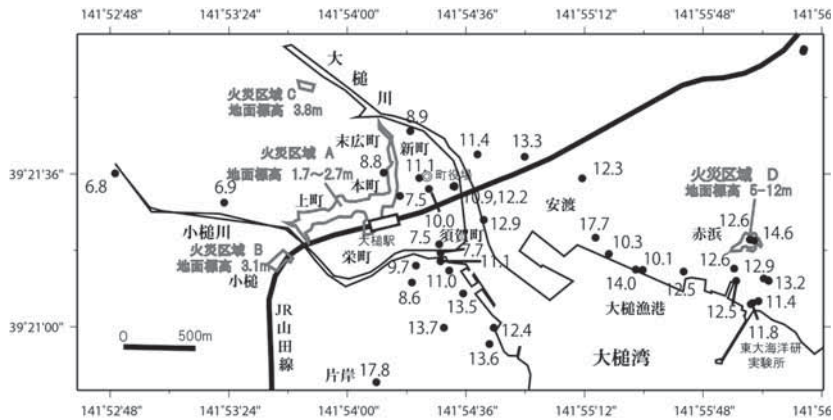 141°52'48" 141°53'24" 141°54'00" 141°54'36" 141°55'12" 141°55'48" 141°56
大
槌
川
火災区域 C
地面標高 3.8m
8.9
末広町
新町
11.4
13.3
火災区域 A
地面標高
1.7〜2.7m
8.8
11.1
町役場
39°21'36"
6.8
12.3
火災区域 D
地面標高 5-12m
本町
6.9
上町
7.5
10.9,12.2
安渡
12.6
赤浜
14.6
小槌川
10.0
12.9
17.7
大槌駅
須賀町
7.5
7.7
10.3
火災区域 B
地面標高 3.1m
栄町
小槌
9.7
11.1
11.0
10.1
14.0
12.6
12.9
13.2
8.6
13.5
12.5
大槌漁港
12.5
11.4
11.8
39°21'00"
0 500m
JR
山
田
線
13.7
12.4
13.6
大槌湾
東大海洋研
実験所
片岸
17.8
141°52'48" 141°53'24" 141°54'00" 141°54'36" 141°55'12" 141°55'48" 141°56